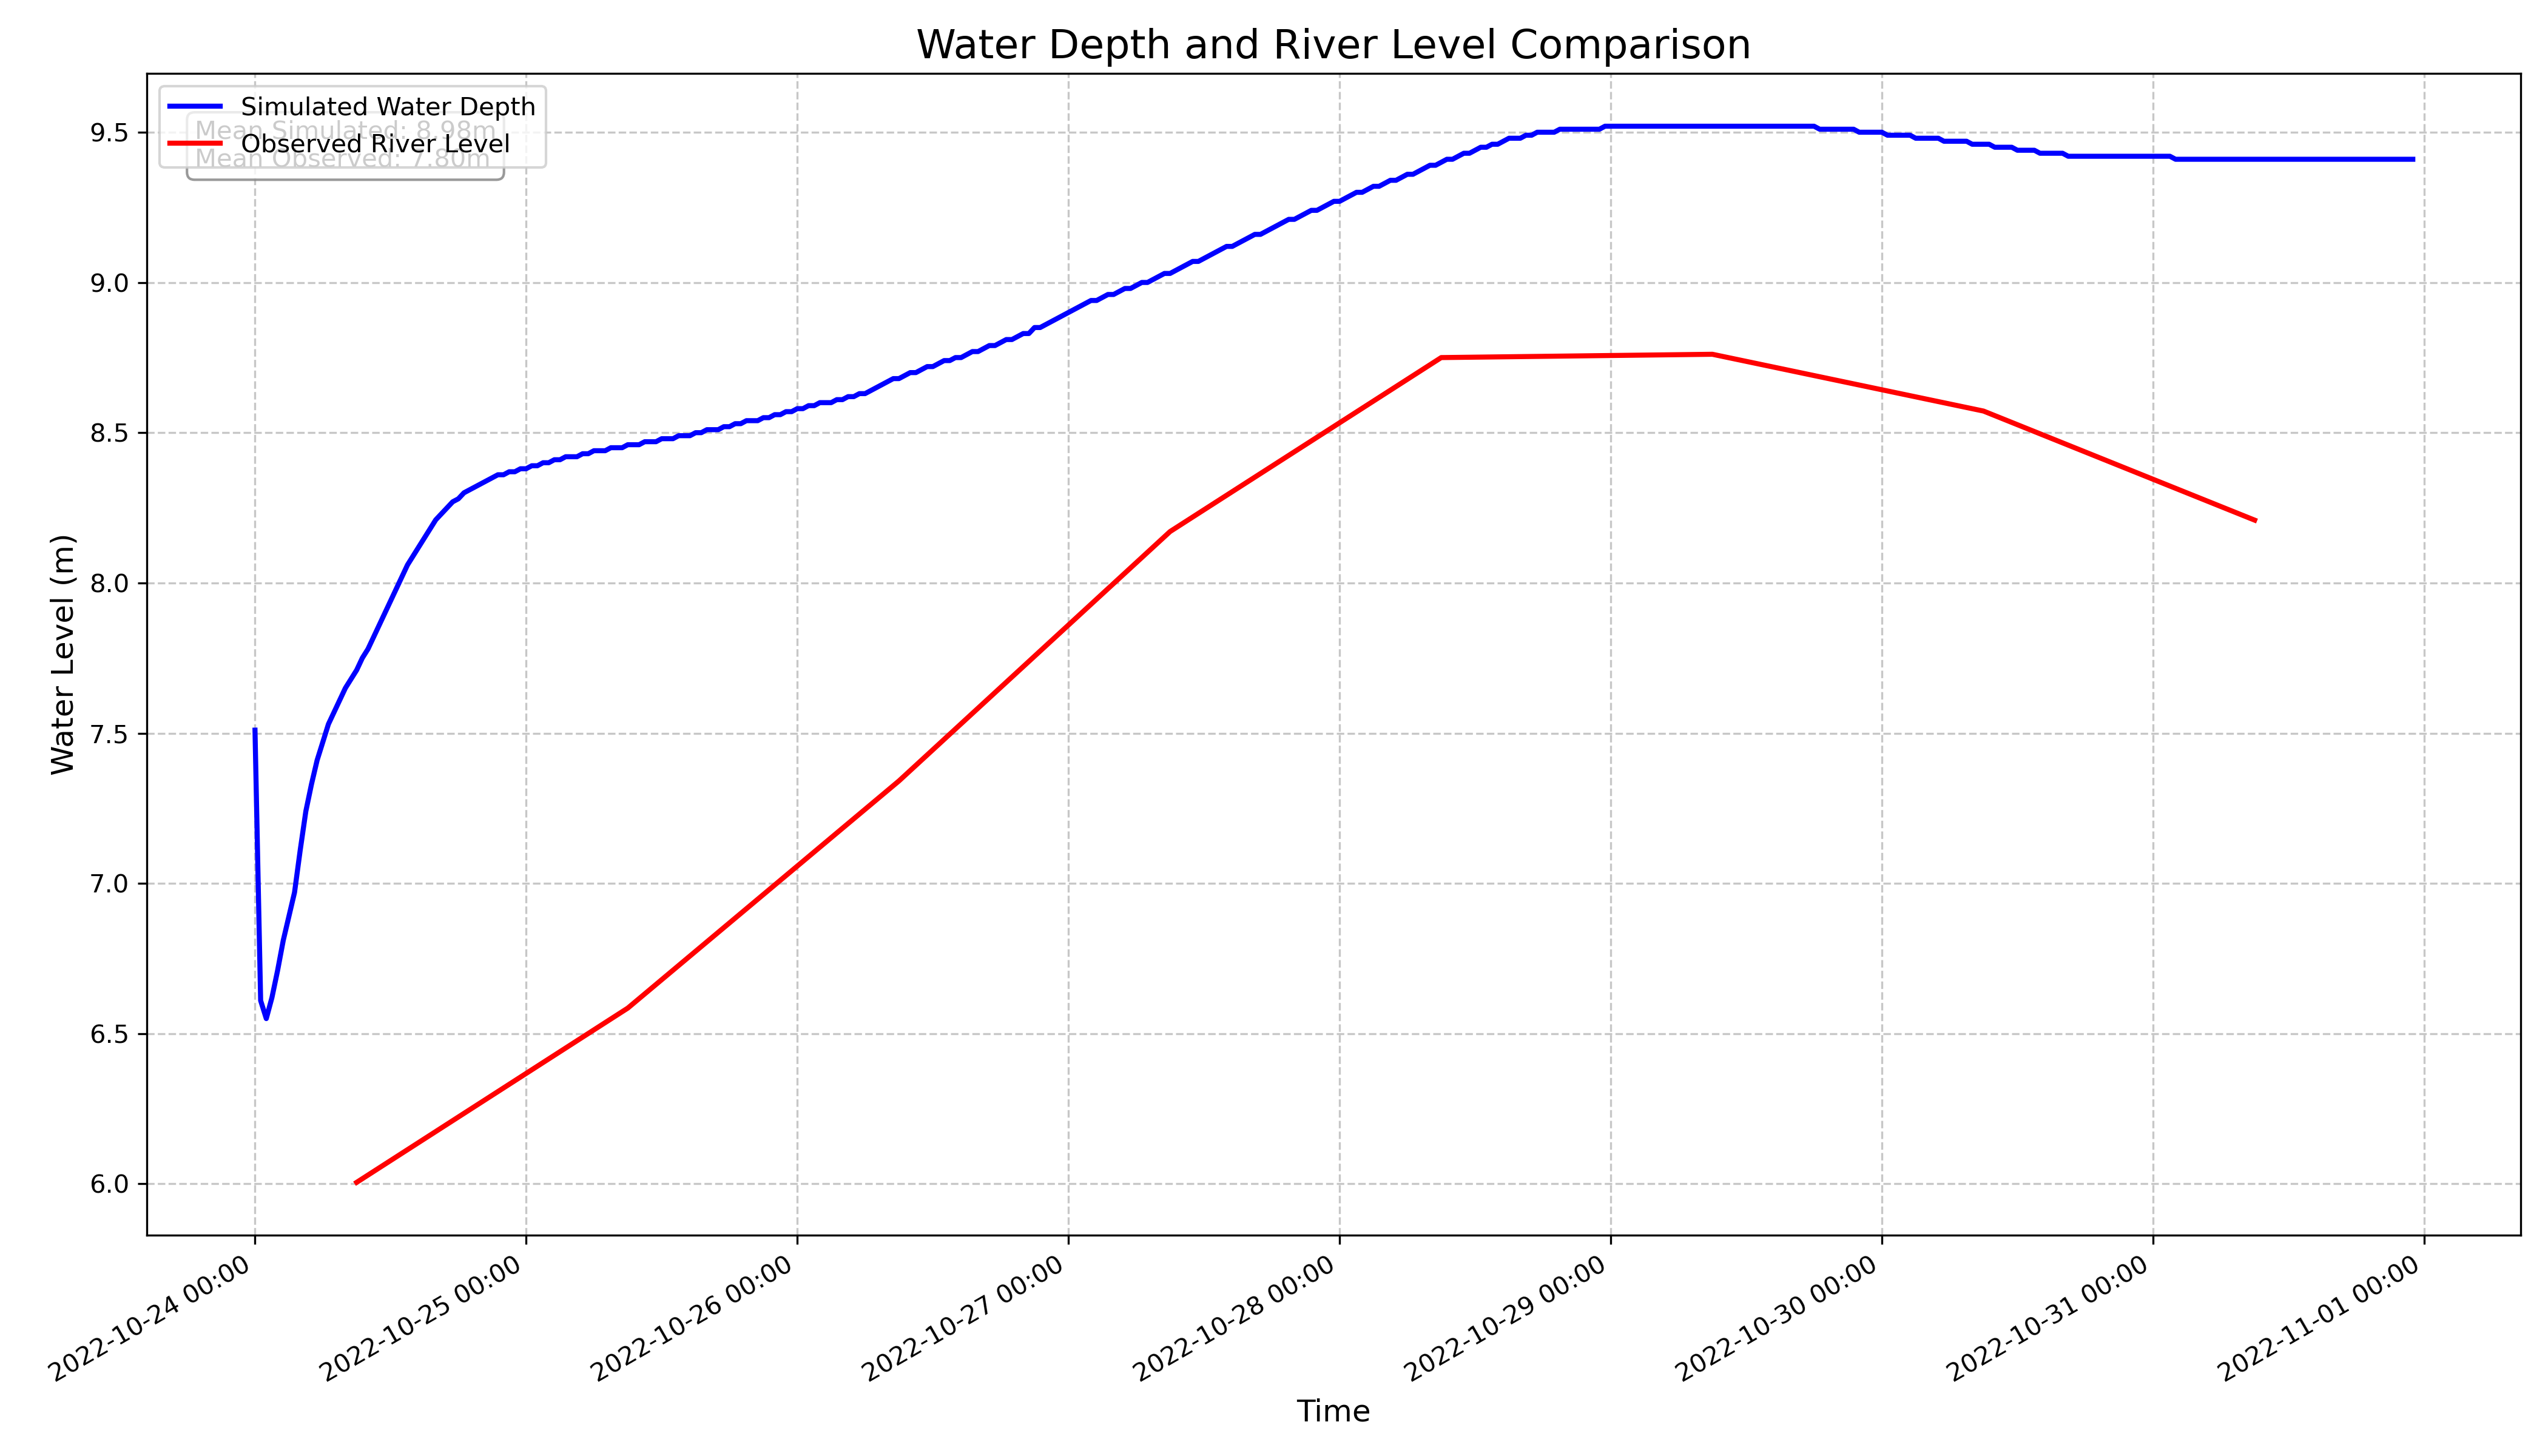 Water Depth and River Level Comparison
Simulated Water Depth
Mean Simulated: 8.98m
Observed River Level
Mean Observed: 7.80m
Water Level (m)
9.5
9.0
8.5
8.0
7.5
7.0
6.5
6.0
2022-10-24 00:00
2022-10-25 00:00
2022-10-26 00:00
2022-10-27 00:00
2022-10-28 00:00
2022-10-29 00:00
2022-10-30 00:00
2022-10-31 00:00
2022-11-01 00:00
Time